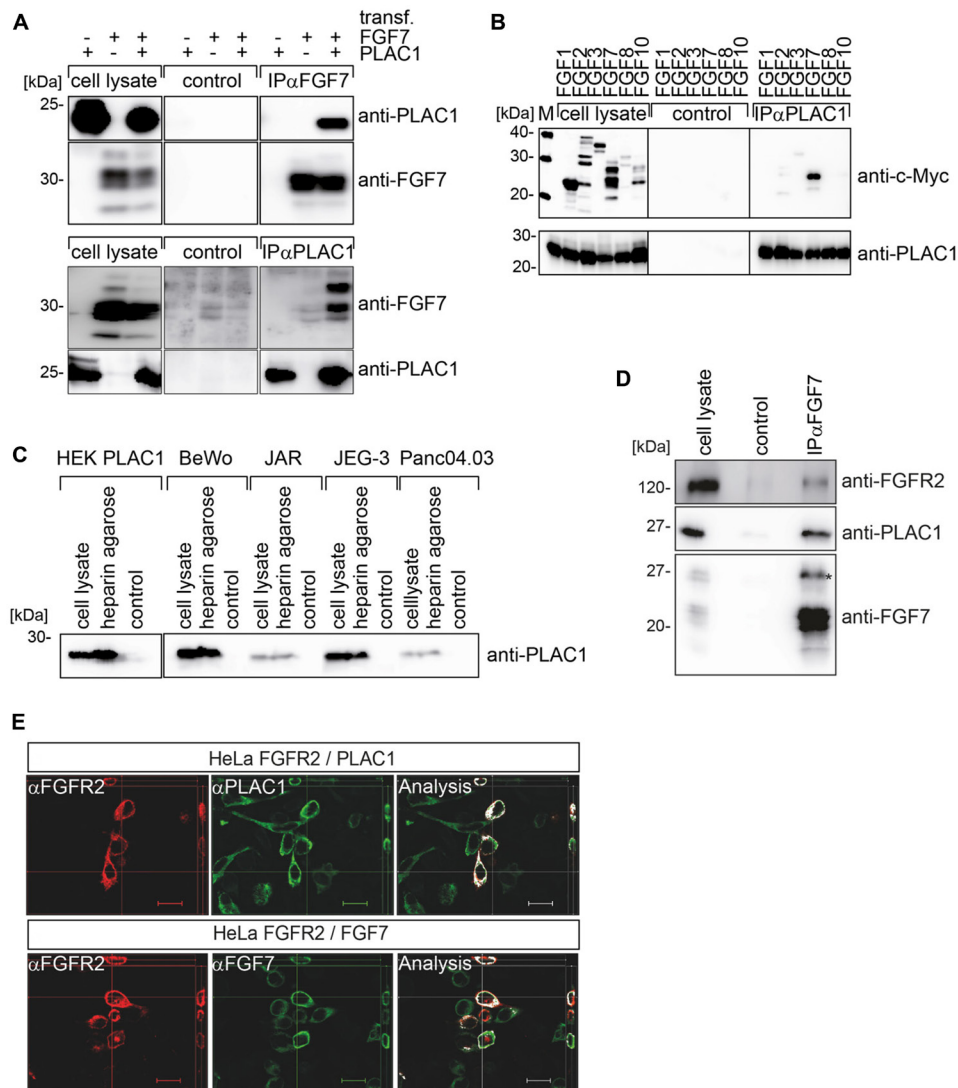 A
transf.
- + + - + + - + + FGF7
+ - + + - + + - + PLAC1
[kDa] cell lysate control IPαFGF7
25- anti-PLAC1
30- anti-FGF7
cell lysate control IPαPLAC1
30- anti-FGF7
25- anti-PLAC1
B
FGF1 FGF2 FGF3 FGF7 FGF8 FGF10 FGF1 FGF2 FGF3 FGF7 FGF8 FGF10 FGF1 FGF2 FGF3 FGF7 FGF8 FGF10
[kDa] M cell lysate control IPαPLAC1
40-
30-
20-
anti-c-Myc
30-
20-
anti-PLAC1
C
HEK PLAC1 BeWo JAR JEG-3 Panc04.03
cell lysate heparin agarose control cell lysate heparin agarose control cell lysate heparin agarose control cell lysate heparin agarose control celllysate heparin agarose control
[kDa]
30-
anti-PLAC1
D
cell lysate control IPαFGF7
[kDa]
120- anti-FGFR2
27- anti-PLAC1
27- *
20- anti-FGF7
E
HeLa FGFR2 / PLAC1
αFGFR2 αPLAC1 Analysis
HeLa FGFR2 / FGF7
αFGFR2 αFGF7 Analysis